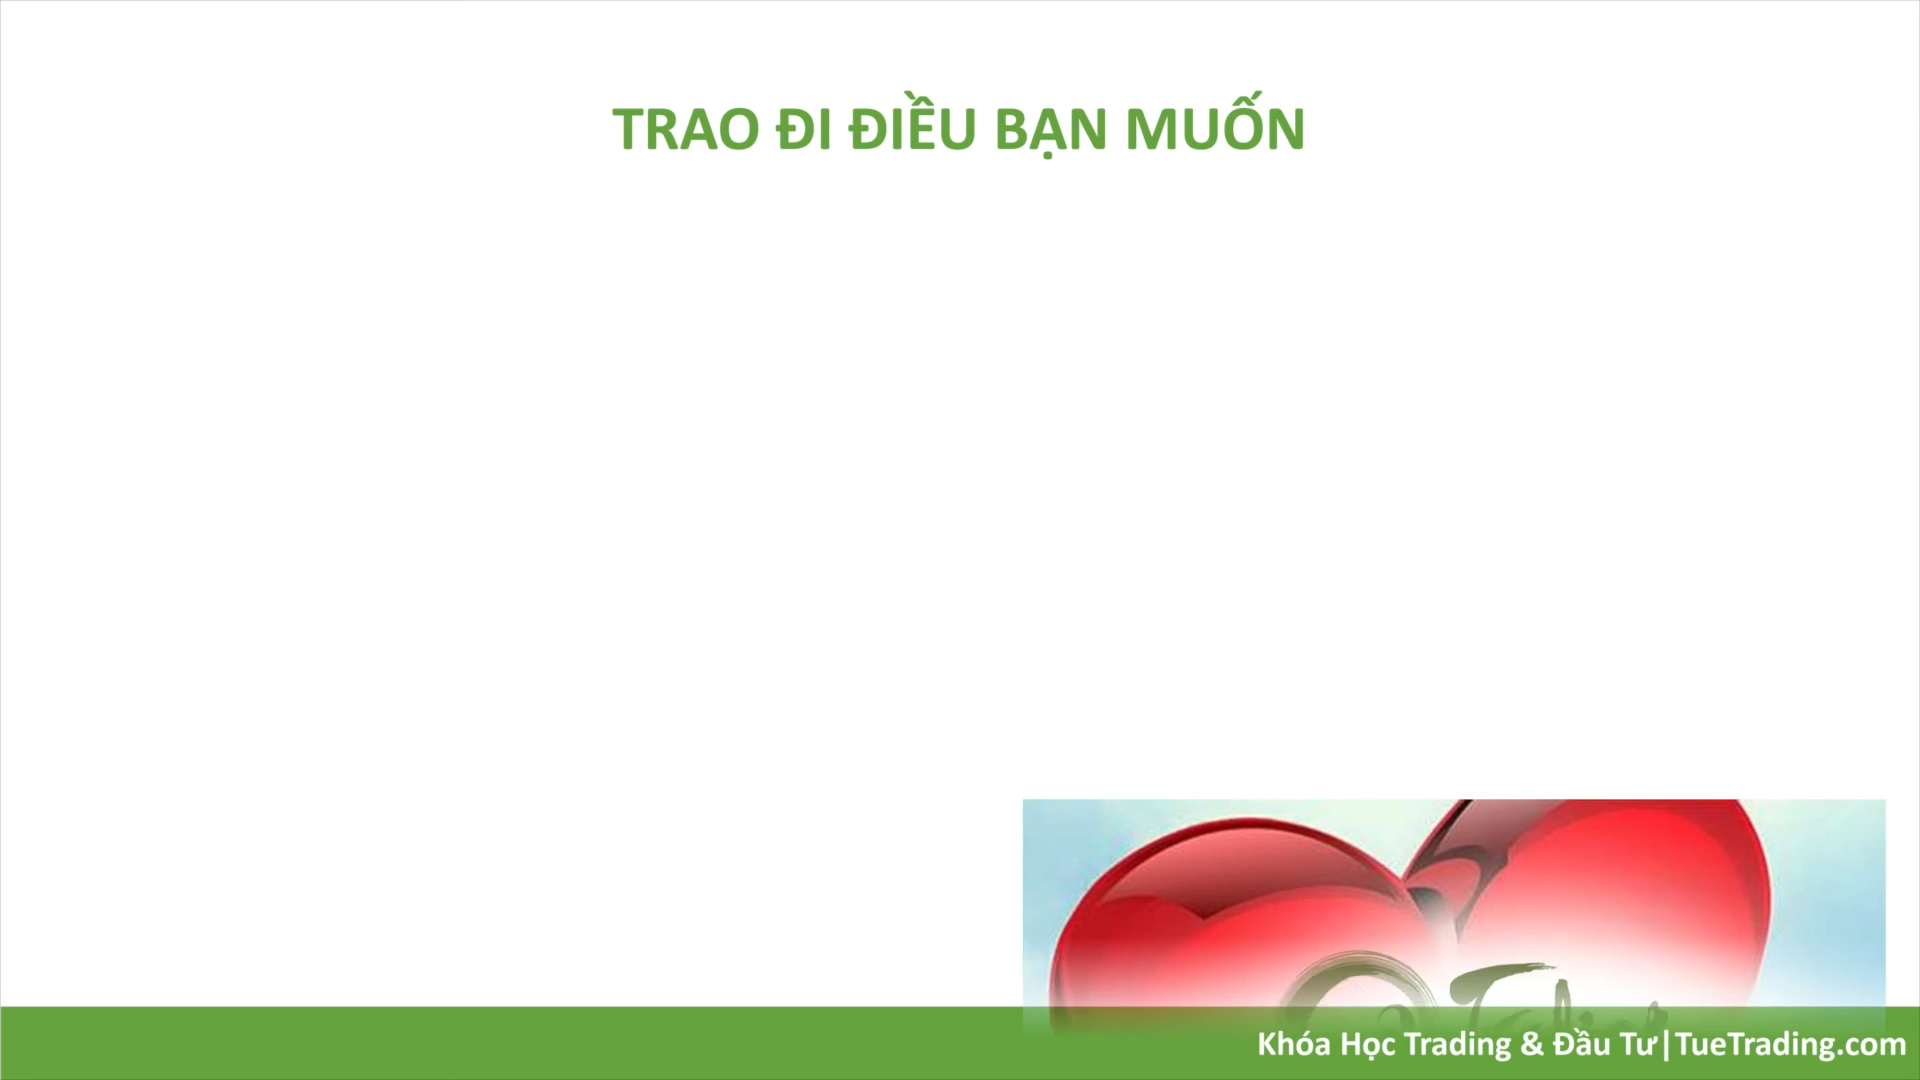 TRAO ĐI ĐIỀU BẠN MUỐN
Khóa Học Trading & Đầu Tư|TueTrading.com